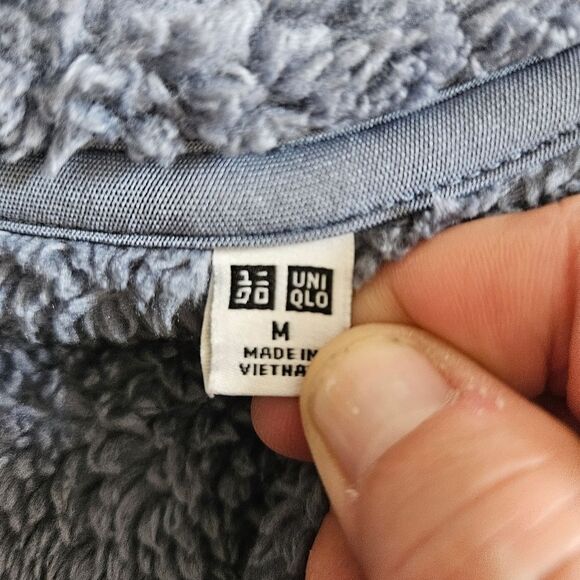 ユニ UNI
クロ QLO
M
MADE IN
VIETNA